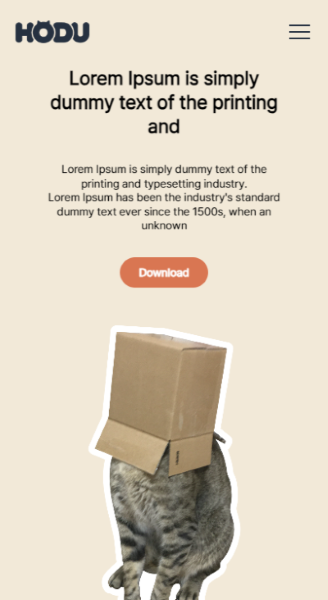 HODU
Lorem Ipsum is simply
dummy text of the printing
and
Lorem Ipsum is simply dummy text of the
printing and typesetting industry.
Lorem Ipsum has been the industry's standard
dummy text ever since the 1500s, when an
unknown
Download